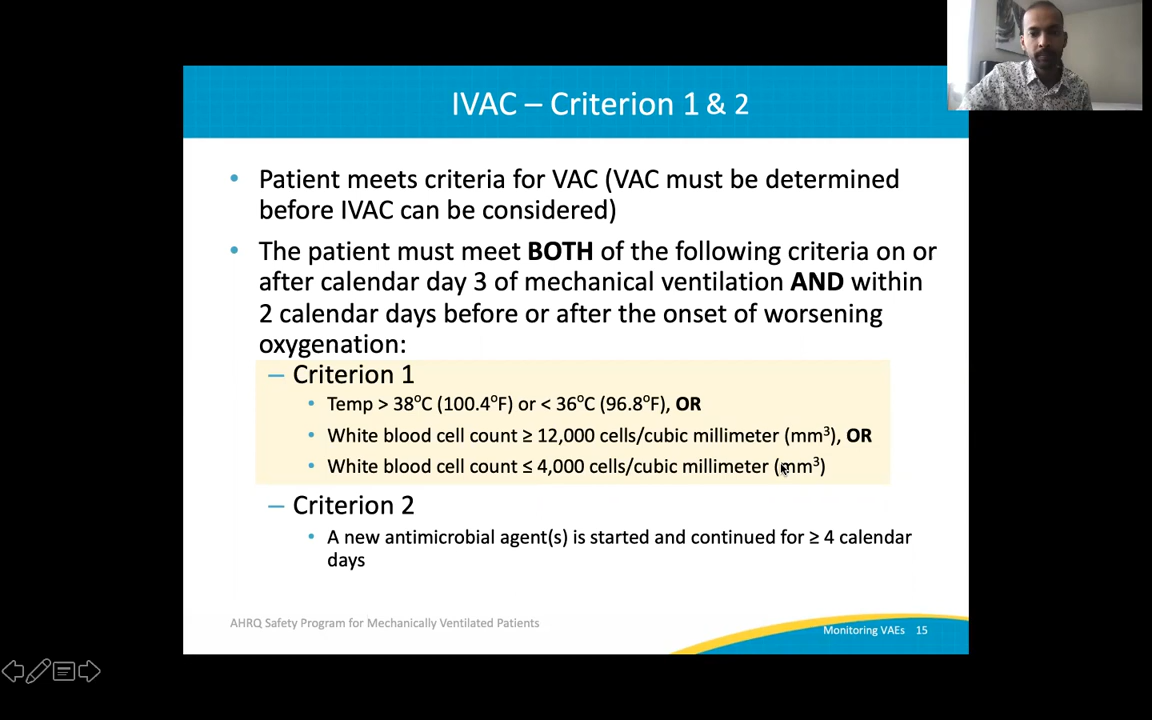 IVAC – Criterion 1 & 2
• Patient meets criteria for VAC (VAC must be determined
before IVAC can be considered)
• The patient must meet BOTH of the following criteria on or
after calendar day 3 of mechanical ventilation AND within
2 calendar days before or after the onset of worsening
oxygenation:
– Criterion 1
• Temp > 38°C (100.4°F) or < 36°C (96.8°F), OR
• White blood cell count ≥ 12,000 cells/cubic millimeter (mm³), OR
• White blood cell count ≤ 4,000 cells/cubic millimeter (mm³)
– Criterion 2
• A new antimicrobial agent(s) is started and continued for ≥ 4 calendar
days
AHRQ Safety Program for Mechanically Ventilated Patients
Monitoring VAEs 15